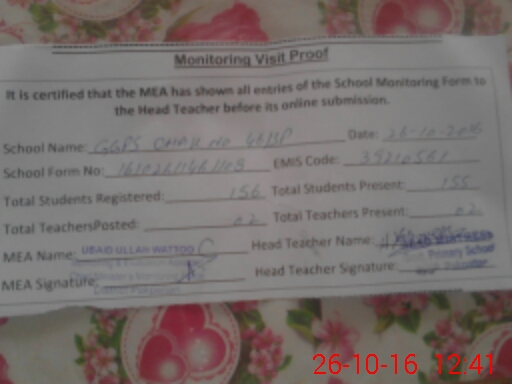 Monitoring Visit Proof
It is certified that the MEA has shown all entries of the School Monitoring Form to
the Head Teacher before its online submission.
School Name: GGPS CHAK No 46DP Date: 26-10-2016
School Form No: EMIS Code:
Total Students Registered: 156 Total Students Present: 155
Total TeachersPosted: 02 Total Teachers Present: 02
MEA Name: UBAID ULLAH WATTOO Head Teacher Name:
Primary School
MEA Signature: Head Teacher Signature:
26-10-16 12:41